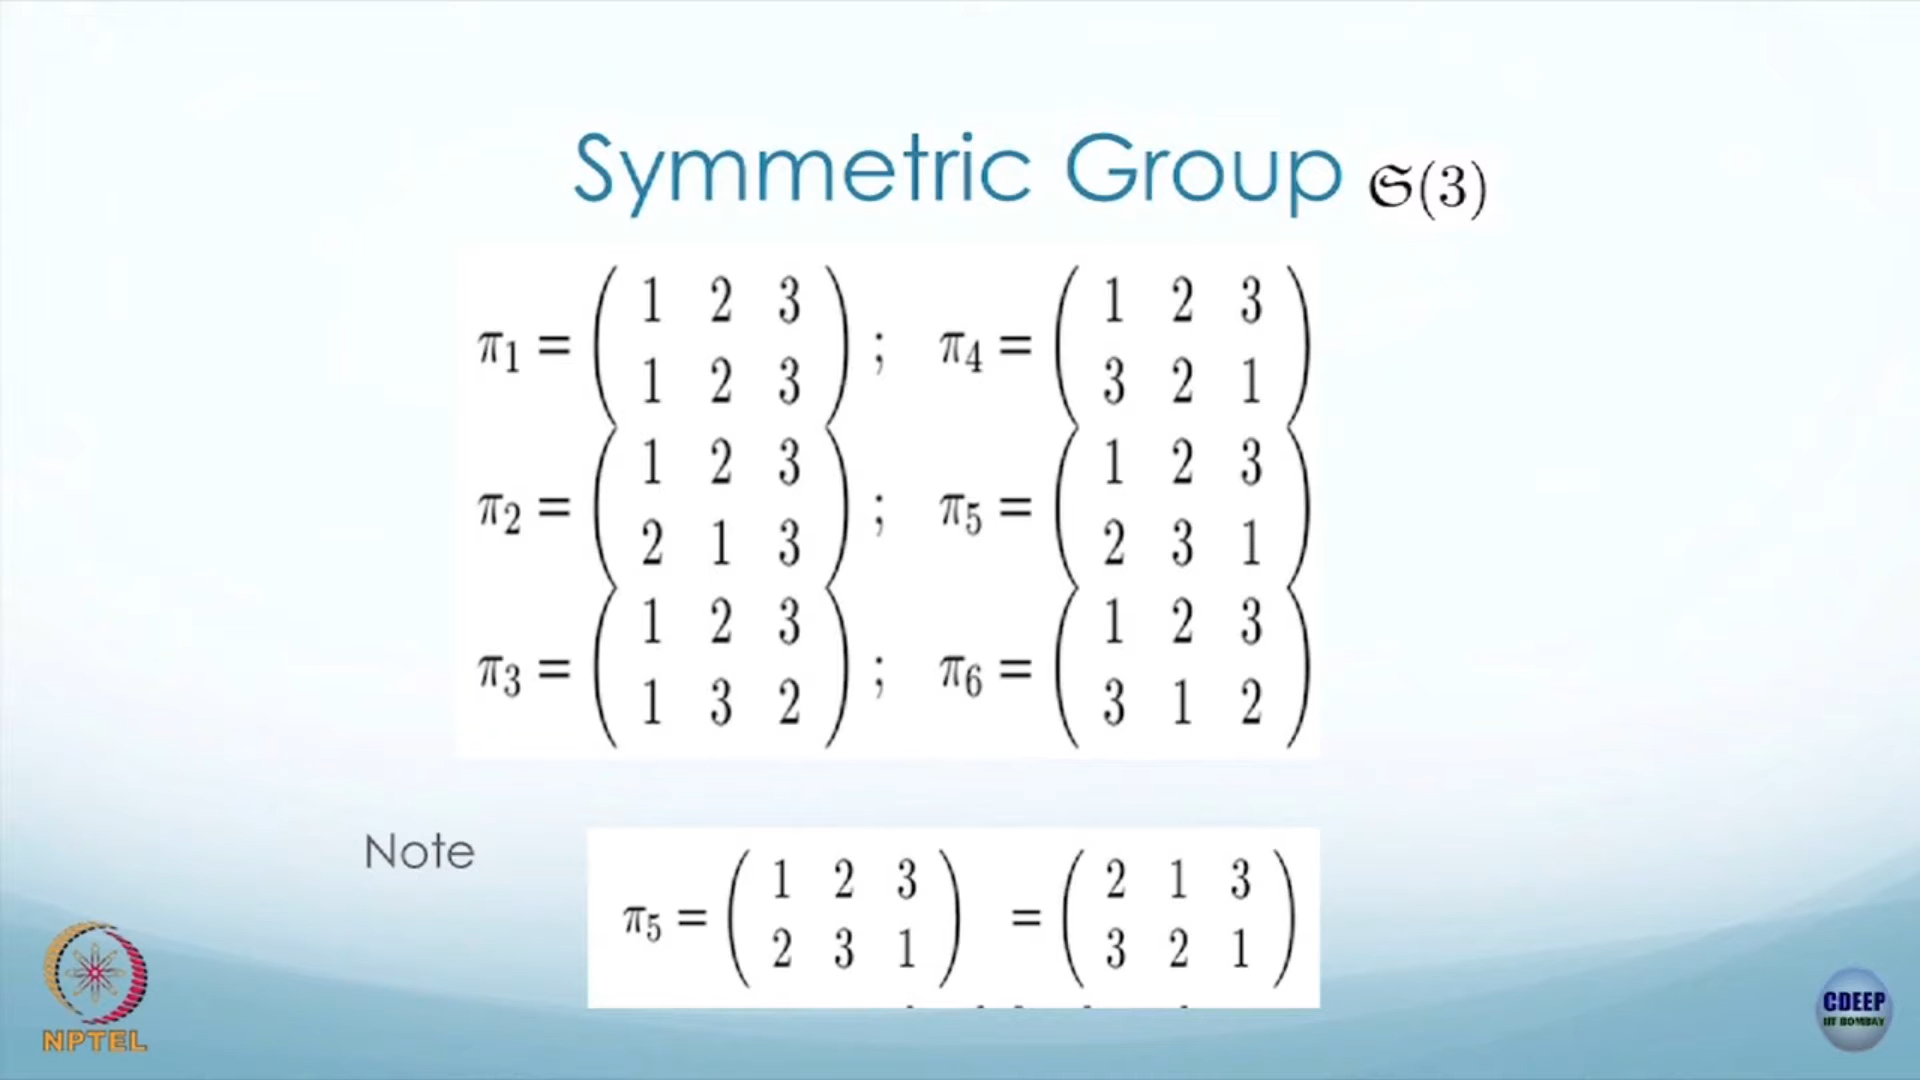 Symmetric Group 𝔖(3)
π₁ = ( 1 2 3 ; 1 2 3 ) ; π₄ = ( 1 2 3 ; 3 2 1 )
π₂ = ( 1 2 3 ; 2 1 3 ) ; π₅ = ( 1 2 3 ; 2 3 1 )
π₃ = ( 1 2 3 ; 1 3 2 ) ; π₆ = ( 1 2 3 ; 3 1 2 )
Note π₅ = ( 1 2 3 ; 2 3 1 ) = ( 2 1 3 ; 3 2 1 )
NPTEL
CDEEP
IIT BOMBAY